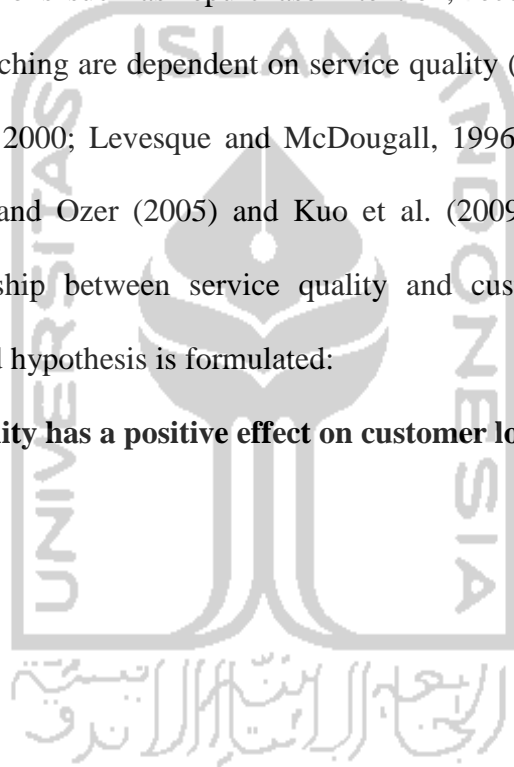 ching are dependent on service quality (
2000; Levesque and McDougall, 1996
and Ozer (2005) and Kuo et al. (2009
ship between service quality and cus
d hypothesis is formulated:
lity has a positive effect on customer lo
ISLAM
UNIVERSITAS
INDONESIA